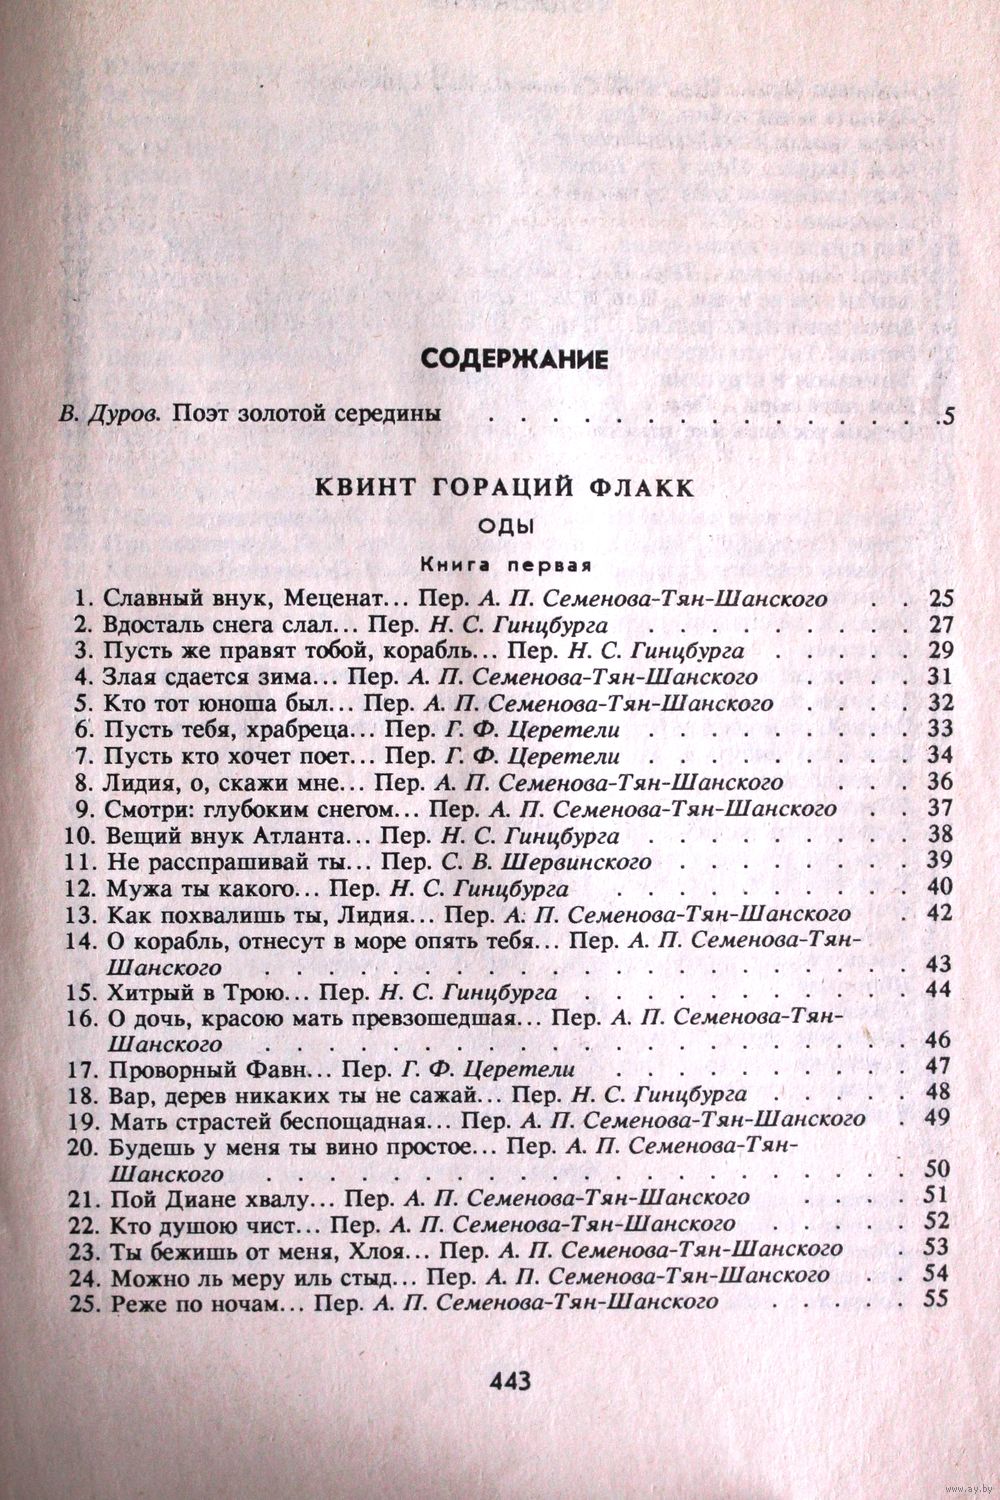 СОДЕРЖАНИЕ
В. Дуров. Поэт золотой середины . . . . . . . . . . . . . . . .5
КВИНТ ГОРАЦИЙ ФЛАКК
ОДЫ
Книга первая
1. Славный внук, Меценат... Пер. А. П. Семенова-Тян-Шанского . . 25
2. Вдосталь снега слал... Пер. Н. С. Гинцбурга . . . . . . . . . 27
3. Пусть же правят тобой, корабль... Пер. Н. С. Гинцбурга . . . . . 29
4. Злая сдается зима... Пер. А. П. Семенова-Тян-Шанского . . . . 31
5. Кто тот юноша был... Пер. А. П. Семенова-Тян-Шанского . . . . 32
6. Пусть тебя, храбреца... Пер. Г. Ф. Церетели . . . . . . . . . 33
7. Пусть кто хочет поет... Пер. Г. Ф. Церетели . . . . . . . . . 34
8. Лидия, о, скажи мне... Пер. А. П. Семенова-Тян-Шанского . . . 36
9. Смотри: глубоким снегом... Пер. А. П. Семенова-Тян-Шанского . . 37
10. Вещий внук Атланта... Пер. Н. С. Гинцбурга . . . . . . . . . 38
11. Не расспрашивай ты... Пер. С. В. Шервинского . . . . . . . . 39
12. Мужа ты какого... Пер. Н. С. Гинцбурга . . . . . . . . . . 40
13. Как похвалишь ты, Лидия... Пер. А. П. Семенова-Тян-Шанского . 42
14. О корабль, отнесут в море опять тебя... Пер. А. П. Семенова-Тян-
Шанского . . . . . . . . . . . . . . . . . . . . . 43
15. Хитрый в Трою... Пер. Н. С. Гинцбурга . . . . . . . . . . . 44
16. О дочь, красою мать превзошедшая... Пер. А. П. Семенова-Тян-
Шанского . . . . . . . . . . . . . . . . . . . . . 46
17. Проворный Фавн... Пер. Г. Ф. Церетели . . . . . . . . 47
18. Вар, дерев никаких ты не сажай... Пер. Н. С. Гинцбурга . . . . . 48
19. Мать страстей беспощадная... Пер. А. П. Семенова-Тян-Шанского . 49
20. Будешь у меня ты вино простое... Пер. А. П. Семенова-Тян-
Шанского . . . . . . . . . . . . . . . . . . . . . 50
21. Пой Диане хвалу... Пер. А. П. Семенова-Тян-Шанского . . . . 51
22. Кто душою чист... Пер. А. П. Семенова-Тян-Шанского . . . . . 52
23. Ты бежишь от меня, Хлоя... Пер. А. П. Семенова-Тян-Шанского . 53
24. Можно ль меру иль стыд... Пер. А. П. Семенова-Тян-Шанского . . 54
25. Реже по ночам... Пер. А. П. Семенова-Тян-Шанского . . . . . 55
443
www.ay.by